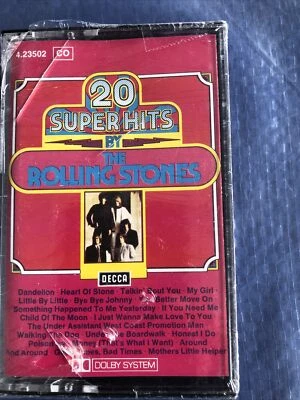 4.23502 CO
20
SUPER HITS
BY
THE
ROLLING STONES
DECCA
Dandelion · Heart Of Stone · Talkin' Bout You · My Girl ·
Little By Little · Bye Bye Johnny · You Better Move On
Something Happened To Me Yesterday · If You Need Me
Child Of The Moon · I Just Wanna Make Love To You
The Under Assistant West Coast Promotion Man
Walking The Dog · Under The Boardwalk · Honest I Do
Poison · Money (That's What I Want) · Around
And Around · Times, Bad Times · Mothers Little Helper
DOLBY SYSTEM